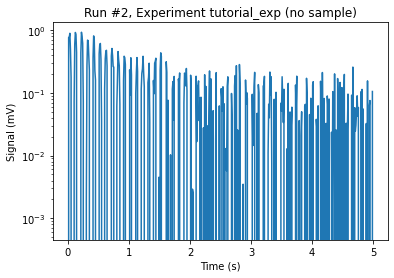 Run #2, Experiment tutorial_exp (no sample)
Signal (mV)
10⁰
10⁻¹
10⁻²
10⁻³
0 1 2 3 4 5
Time (s)